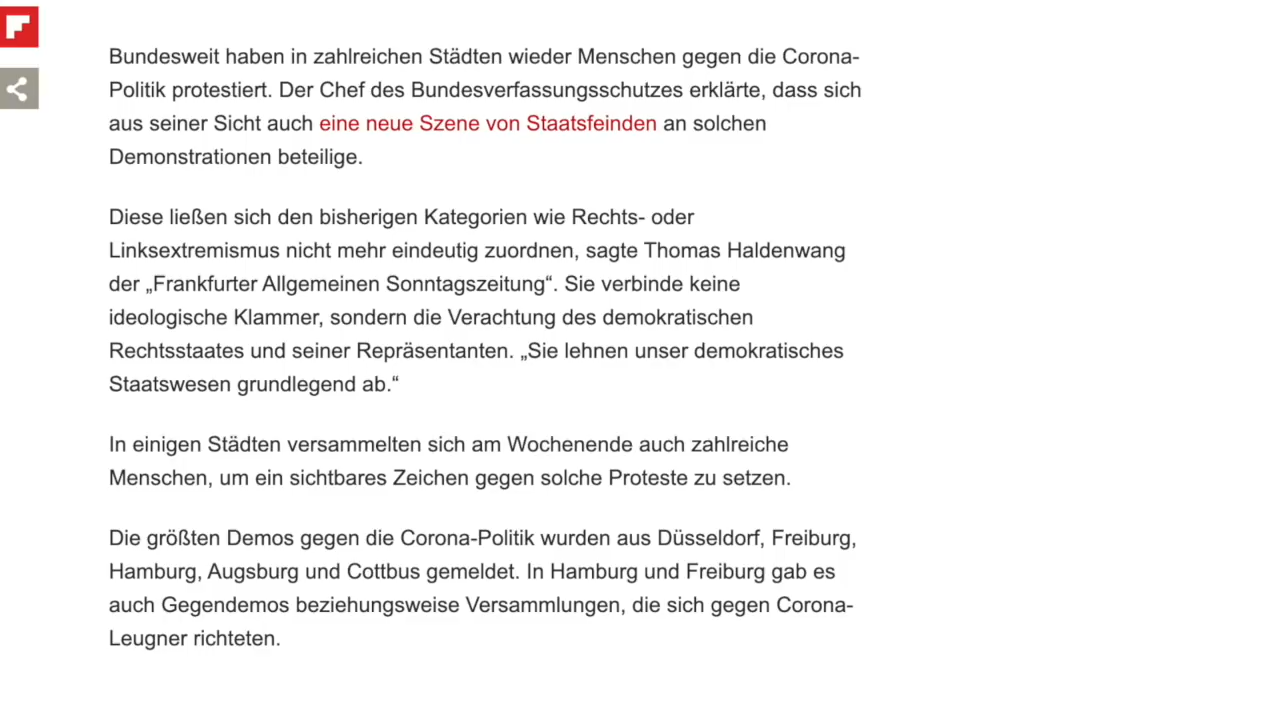 Bundesweit haben in zahlreichen Städten wieder Menschen gegen die Corona-
Politik protestiert. Der Chef des Bundesverfassungsschutzes erklärte, dass sich
aus seiner Sicht auch eine neue Szene von Staatsfeinden an solchen
Demonstrationen beteilige.
Diese ließen sich den bisherigen Kategorien wie Rechts- oder
Linksextremismus nicht mehr eindeutig zuordnen, sagte Thomas Haldenwang
der „Frankfurter Allgemeinen Sonntagszeitung“. Sie verbinde keine
ideologische Klammer, sondern die Verachtung des demokratischen
Rechtsstaates und seiner Repräsentanten. „Sie lehnen unser demokratisches
Staatswesen grundlegend ab.“
In einigen Städten versammelten sich am Wochenende auch zahlreiche
Menschen, um ein sichtbares Zeichen gegen solche Proteste zu setzen.
Die größten Demos gegen die Corona-Politik wurden aus Düsseldorf, Freiburg,
Hamburg, Augsburg und Cottbus gemeldet. In Hamburg und Freiburg gab es
auch Gegendemos beziehungsweise Versammlungen, die sich gegen Corona-
Leugner richteten.